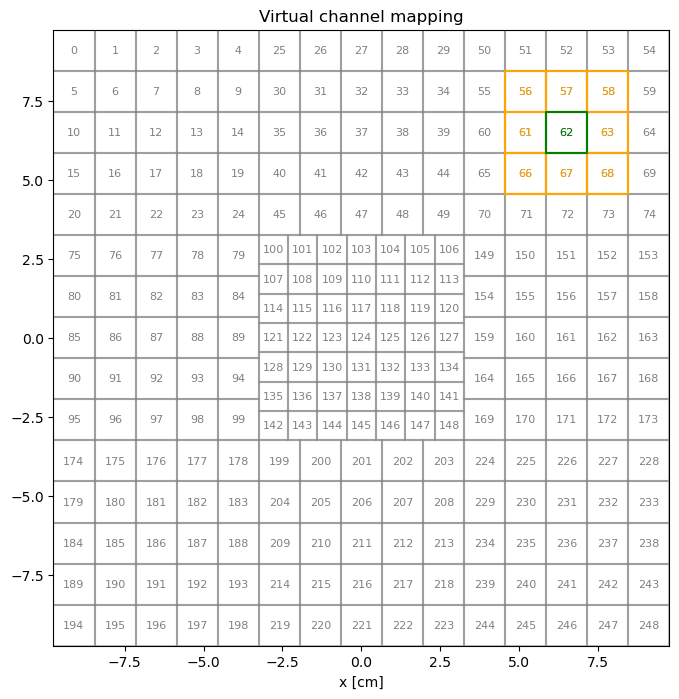 Virtual channel mapping
0 1 2 3 4 25 26 27 28 29 50 51 52 53 54
7.5 5 6 7 8 9 30 31 32 33 34 55 56 57 58 59
10 11 12 13 14 35 36 37 38 39 60 61 62 63 64
5.0 15 16 17 18 19 40 41 42 43 44 65 66 67 68 69
20 21 22 23 24 45 46 47 48 49 70 71 72 73 74
2.5 75 76 77 78 79 100 101 102 103 104 105 106 149 150 151 152 153
107 108 109 110 111 112 113
80 81 82 83 84 114 115 116 117 118 119 120 154 155 156 157 158
0.0 85 86 87 88 89 121 122 123 124 125 126 127 159 160 161 162 163
90 91 92 93 94 128 129 130 131 132 133 134 164 165 166 167 168
135 136 137 138 139 140 141
−2.5 95 96 97 98 99 142 143 144 145 146 147 148 169 170 171 172 173
174 175 176 177 178 199 200 201 202 203 224 225 226 227 228
−5.0 179 180 181 182 183 204 205 206 207 208 229 230 231 232 233
184 185 186 187 188 209 210 211 212 213 234 235 236 237 238
−7.5 189 190 191 192 193 214 215 216 217 218 239 240 241 242 243
194 195 196 197 198 219 220 221 222 223 244 245 246 247 248
−7.5 −5.0 −2.5 0.0 2.5 5.0 7.5
x [cm]